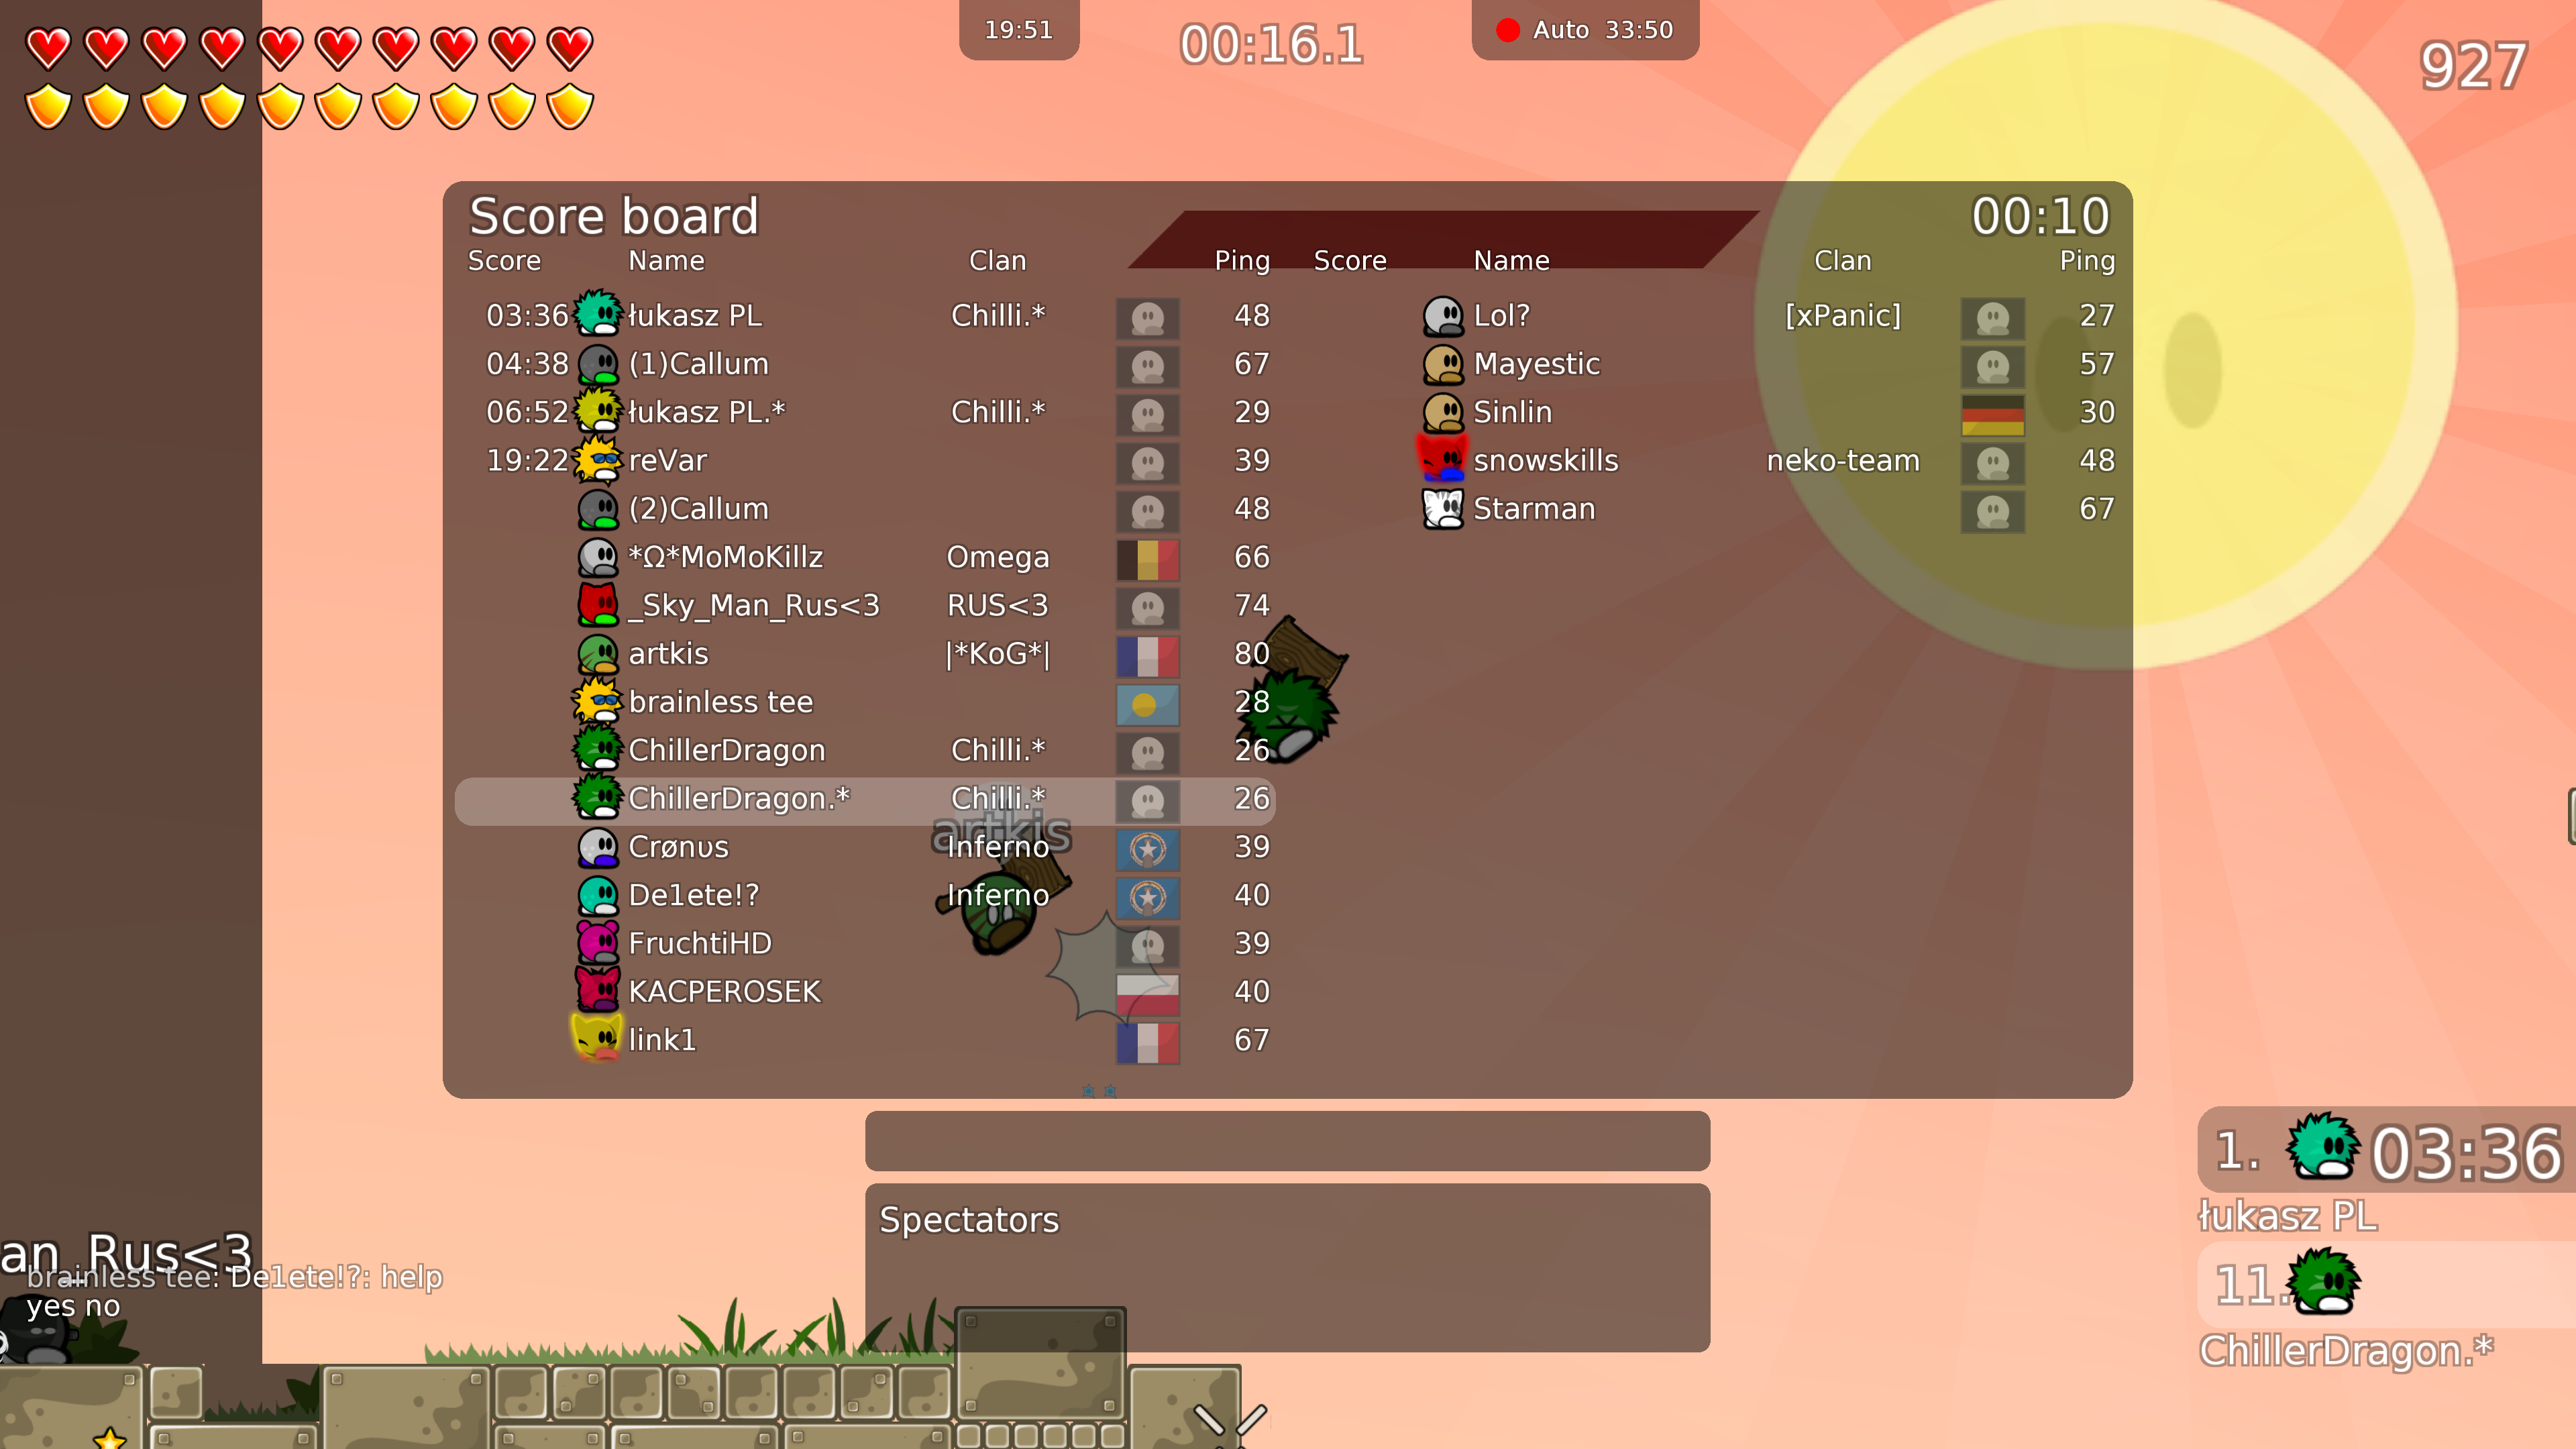 19:51
00:16.1
Auto 33:50
927
Score board
00:10
Score Name Clan Ping Score Name Clan Ping
03:36 łukasz PL Chilli.* 48 Lol? [xPanic] 27
04:38 (1)Callum 67 Mayestic 57
06:52 łukasz PL.* Chilli.* 29 Sinlin 30
19:22 reVar 39 snowskills neko-team 48
(2)Callum 48 Starman 67
*Ω*MoMoKillz Omega 66
_Sky_Man_Rus<3 RUS<3 74
artkis |*KoG*| 80
brainless tee 28
ChillerDragon Chilli.* 26
ChillerDragon.* Chilli.* 26
artkis
Crønυs Inferno 39
De1ete!? Inferno 40
FruchtiHD 39
KACPEROSEK 40
link1 67
Spectators
1. 03:36
łukasz PL
11.
ChillerDragon.*
an_Rus<3
brainless tee: De1ete!?: help
yes no